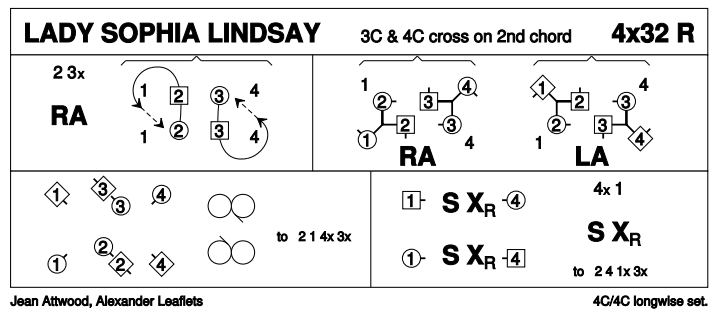 LADY SOPHIA LINDSAY 3C & 4C cross on 2nd chord 4x32 R
2 3x
RA
1 2 3 4
1 2 3 4
1 2 3 4
1 2 3 4
RA
1 2 3 4
1 2 3 4
LA
1 3 3 4
1 2 2 4
to 2 1 4x 3x
1 S XR 4
1 S XR 4
4x 1
S XR
to 2 4 1x 3x
Jean Attwood, Alexander Leaflets 4C/4C longwise set.